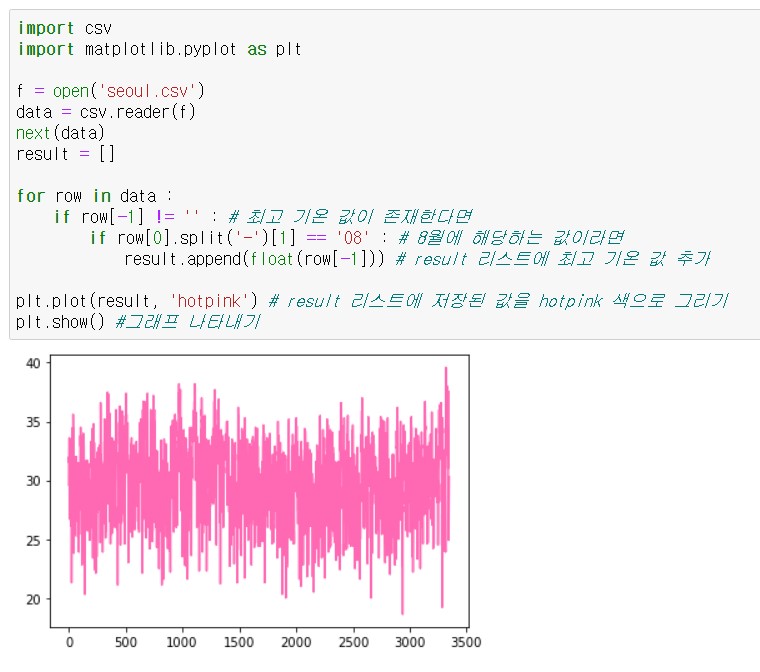 import csv
import matplotlib.pyplot as plt
f = open('seoul.csv')
data = csv.reader(f)
next(data)
result = []
for row in data :
if row[-1] != '' : # 최고 기온 값이 존재한다면
if row[0].split('-')[1] == '08' : # 8월에 해당하는 값이라면
result.append(float(row[-1])) # result 리스트에 최고 기온 값 추가
plt.plot(result, 'hotpink') # result 리스트에 저장된 값을 hotpink 색으로 그리기
plt.show() #그래프 나타내기
40
35
30
25
20
0 500 1000 1500 2000 2500 3000 3500